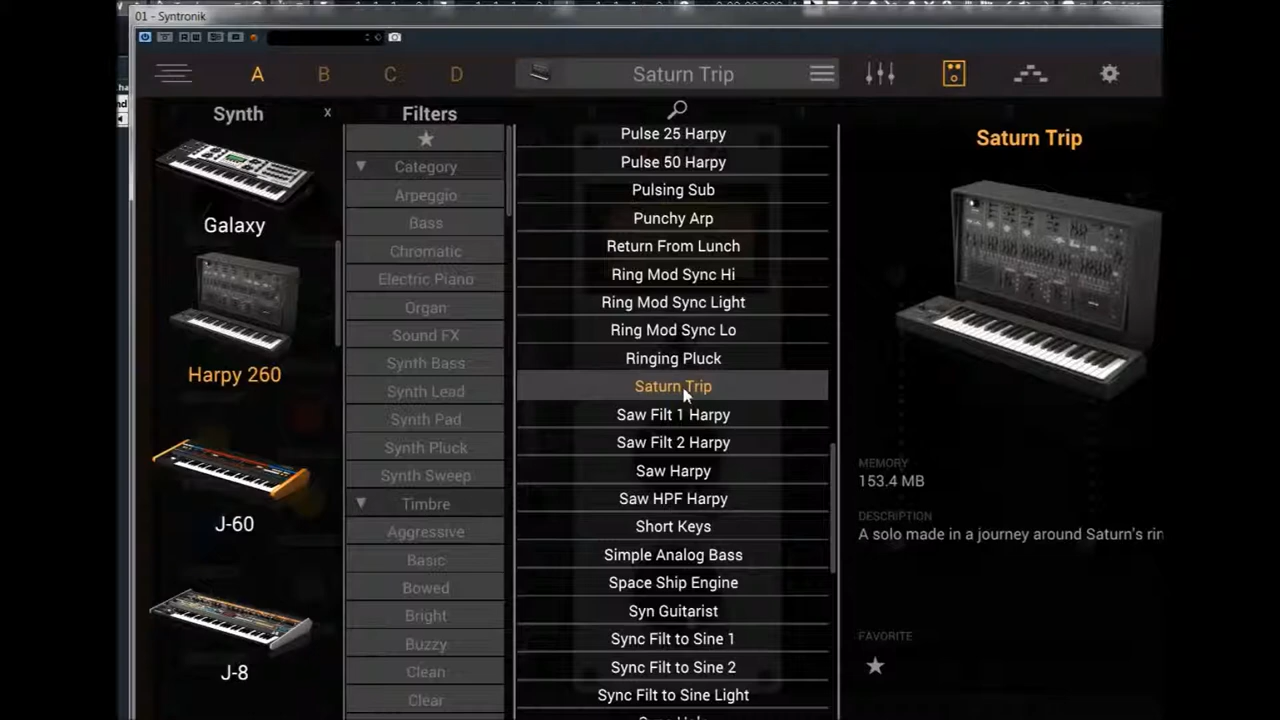 01 - Syntronik
A
B
C
D
Saturn Trip
Synth
x
Filters
Galaxy
Harpy 260
J-60
J-8
Category
Arpeggio
Bass
Chromatic
Electric Piano
Organ
Sound FX
Synth Bass
Synth Lead
Synth Pad
Synth Pluck
Synth Sweep
Timbre
Aggressive
Basic
Bowed
Bright
Buzzy
Clean
Clear
Pulse 25 Harpy
Pulse 50 Harpy
Pulsing Sub
Punchy Arp
Return From Lunch
Ring Mod Sync Hi
Ring Mod Sync Light
Ring Mod Sync Lo
Ringing Pluck
Saturn Trip
Saw Filt 1 Harpy
Saw Filt 2 Harpy
Saw Harpy
Saw HPF Harpy
Short Keys
Simple Analog Bass
Space Ship Engine
Syn Guitarist
Sync Filt to Sine 1
Sync Filt to Sine 2
Sync Filt to Sine Light
Saturn Trip
MEMORY
153.4 MB
DESCRIPTION
A solo made in a journey around Saturn's rin
FAVORITE